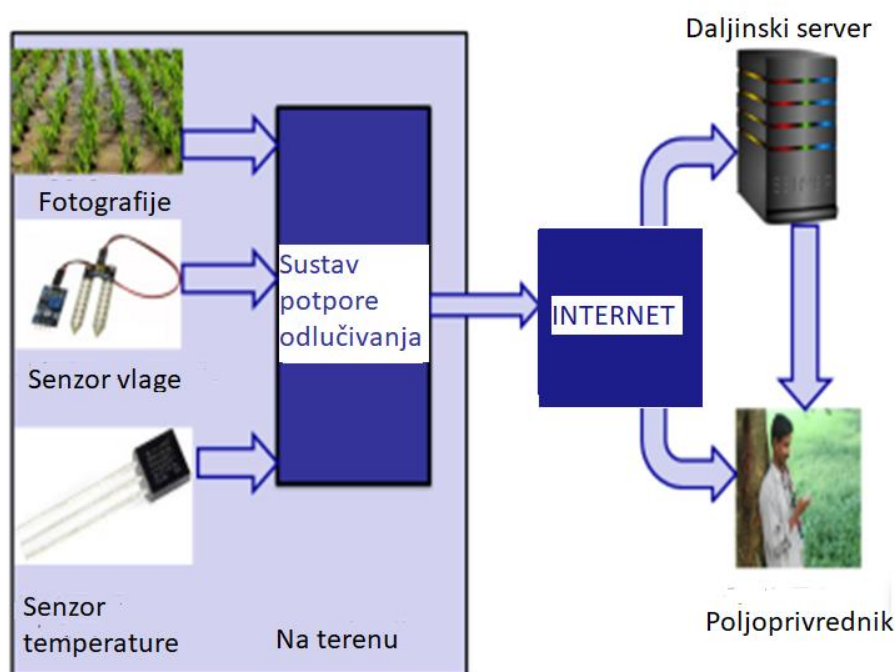 Daljinski server
Fotografije
Sustav
potpore
odlučivanja
INTERNET
Senzor vlage
Senzor
temperature
Na terenu
Poljoprivrednik